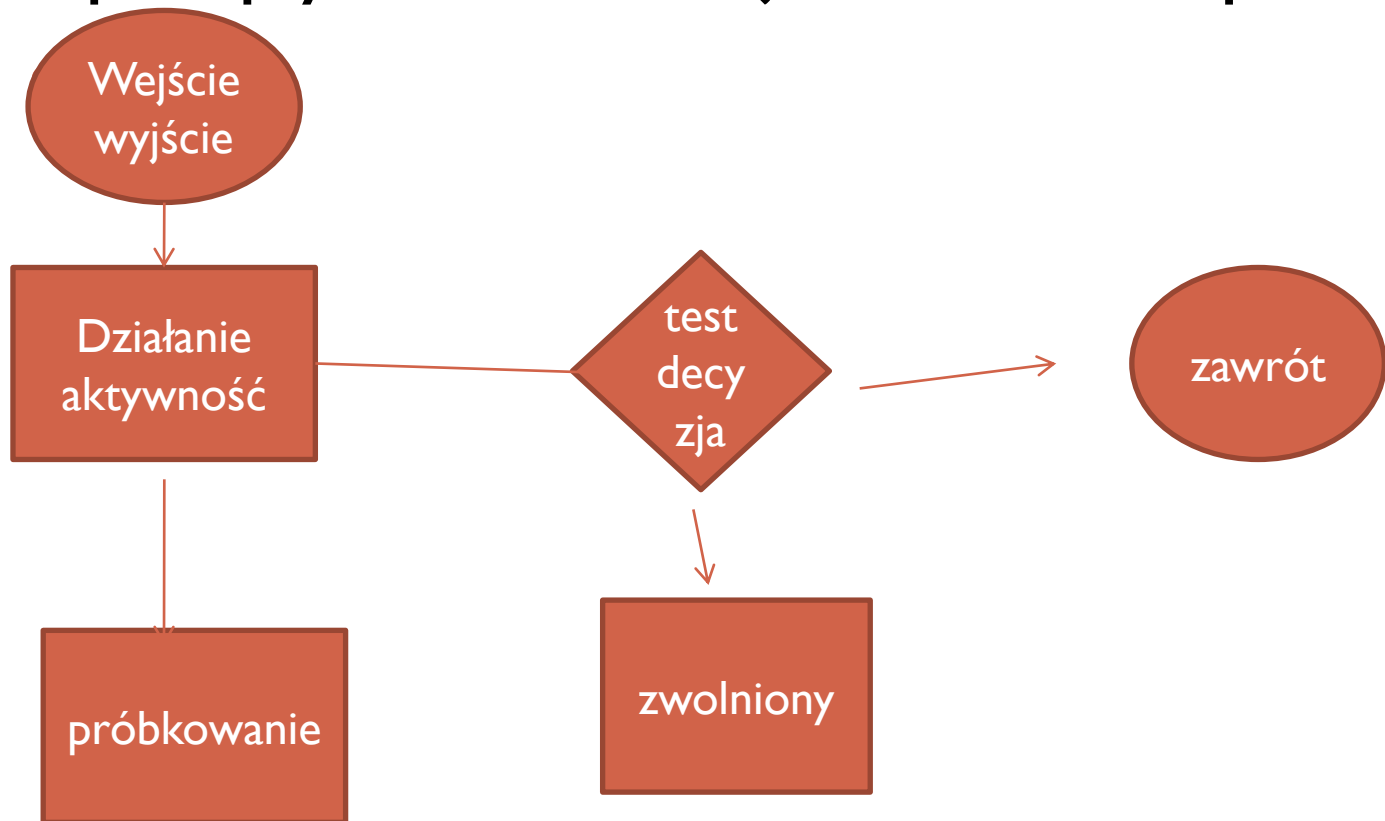 Wejście
wyjście
Działanie
aktywność
test
decy
zja
zawrót
próbkowanie
zwolniony